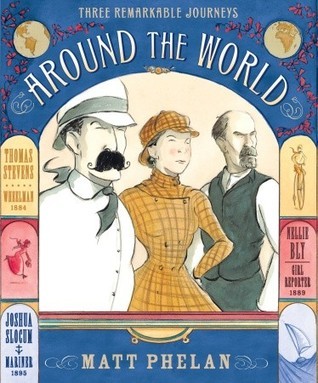 THREE REMARKABLE JOURNEYS
AROUND THE WORLD
THOMAS
STEVENS
WHEELMAN
1884
NELLIE
BLY
GIRL
REPORTER
1889
JOSHUA
SLOCUM
MARINER
1895
MATT PHELAN